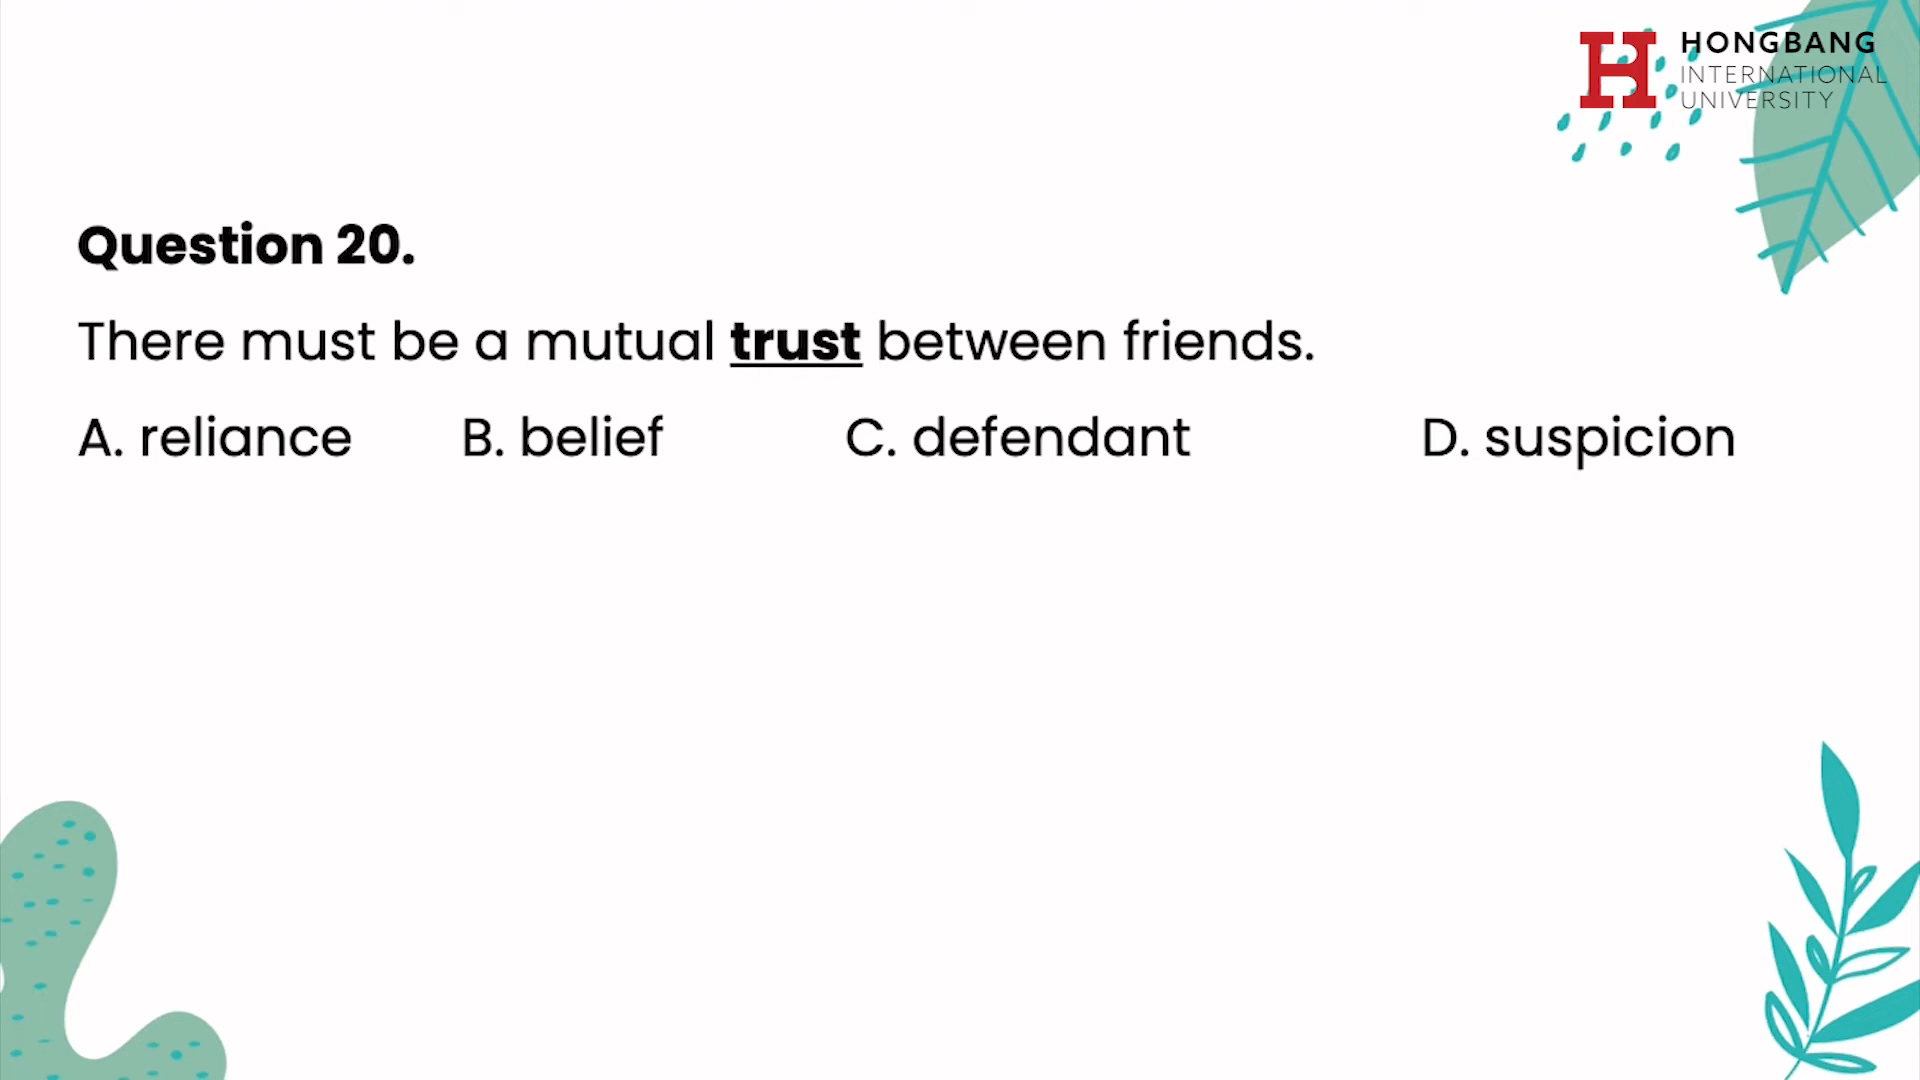 HONGBANG
INTERNATIONAL
UNIVERSITY
Question 20.
There must be a mutual trust between friends.
A. reliance B. belief C. defendant D. suspicion